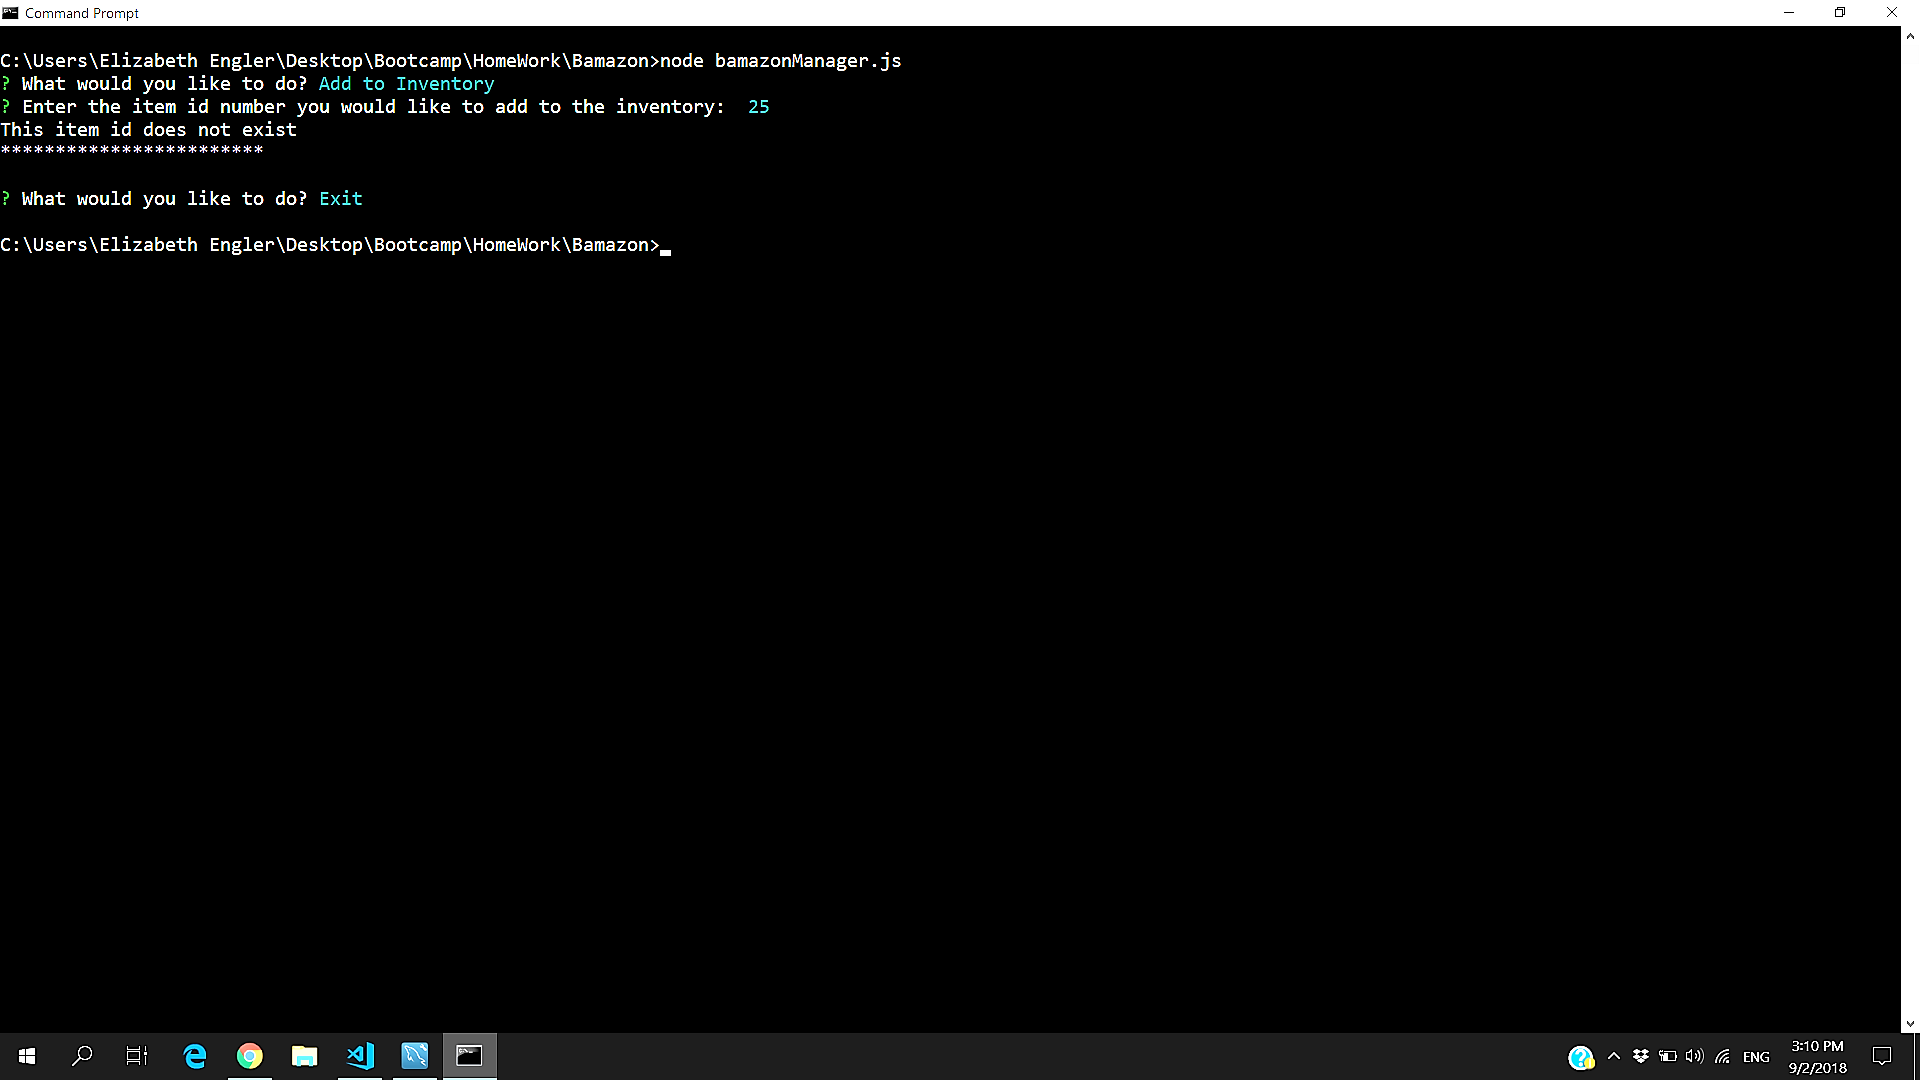 Command Prompt
C:\Users\Elizabeth Engler\Desktop\Bootcamp\HomeWork\Bamazon>node bamazonManager.js
? What would you like to do? Add to Inventory
? Enter the item id number you would like to add to the inventory:  25
This item id does not exist
************************
? What would you like to do? Exit
C:\Users\Elizabeth Engler\Desktop\Bootcamp\HomeWork\Bamazon>
ENG
3:10 PM
9/2/2018